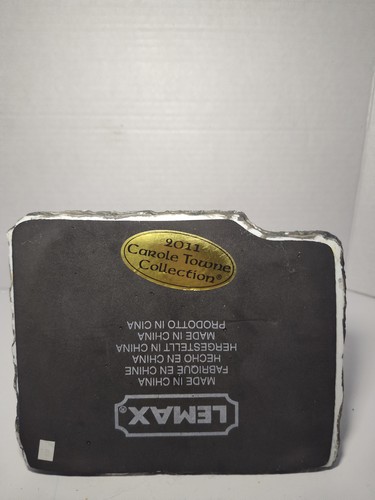 2011
Carole Towne
Collection®
LEMAX®
MADE IN CHINA
FABRIQUE EN CHINE
HECHO EN CHINA
HERGESTELLT IN CHINA
MADE IN CHINA
PRODOTTO IN CINA